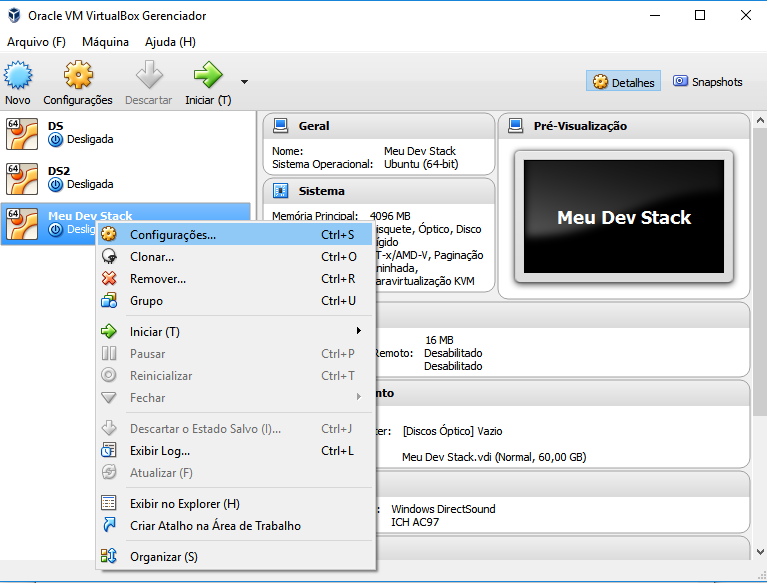 Oracle VM VirtualBox Gerenciador
Arquivo (F) Máquina Ajuda (H)
Novo Configurações Descartar Iniciar (T) Detalhes Snapshots
64 DS
Desligada
64 DS2
Desligada
64 Meu Dev Stack
Geral
Nome: Meu Dev Stack
Sistema Operacional: Ubuntu (64-bit)
Sistema
Memória Principal: 4096 MB
isquete, Óptico, Disco
ígido
T-x/AMD-V, Paginação
ninhada,
aravirtualização KVM
Pré-Visualização
Meu Dev Stack
16 MB
Remoto: Desabilitado
Desabilitado
nto
ter: [Discos Óptico] Vazio
Meu Dev Stack.vdi (Normal, 60,00 GB)
: Windows DirectSound
ICH AC97
Configurações... Ctrl+S
Clonar... Ctrl+O
Remover... Ctrl+R
Grupo Ctrl+U
Iniciar (T)
Pausar Ctrl+P
Reinicializar Ctrl+T
Fechar
Descartar o Estado Salvo (I)... Ctrl+J
Exibir Log... Ctrl+L
Atualizar (F)
Exibir no Explorer (H)
Criar Atalho na Área de Trabalho
Organizar (S)